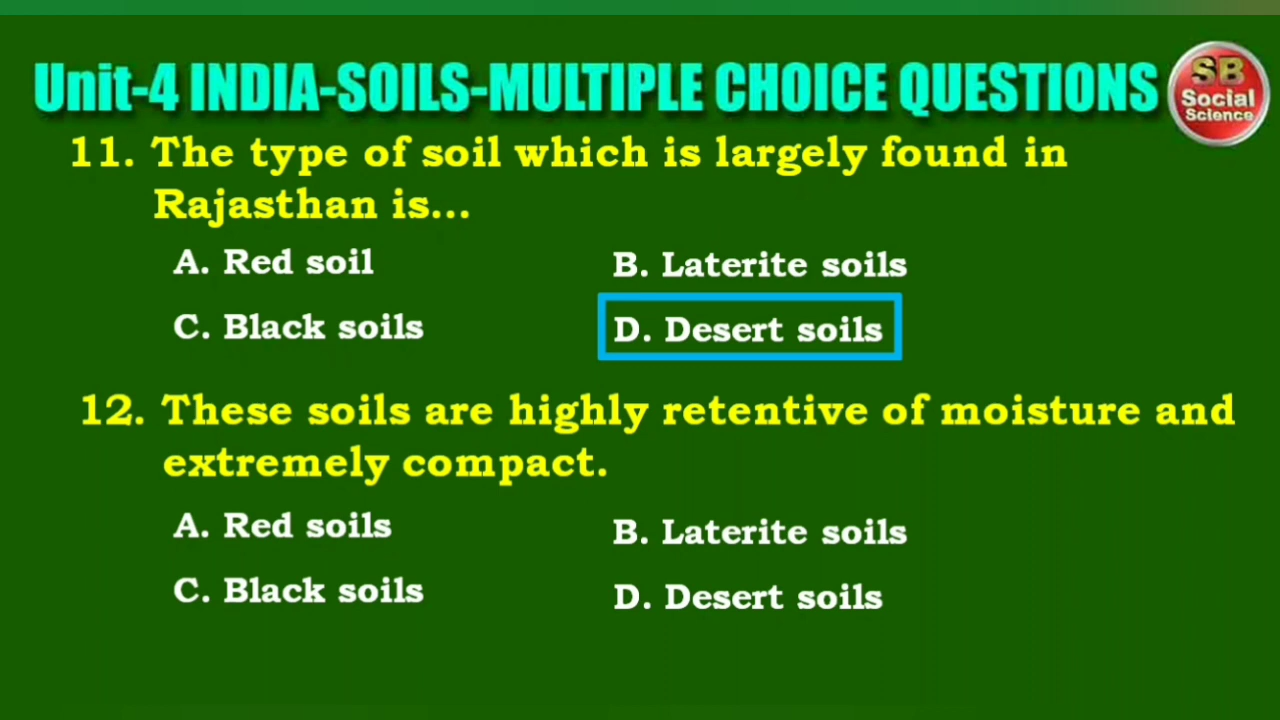 Unit-4 INDIA-SOILS-MULTIPLE CHOICE QUESTIONS
SB
Social
Science
11. The type of soil which is largely found in
Rajasthan is...
A. Red soil
B. Laterite soils
C. Black soils
D. Desert soils
12. These soils are highly retentive of moisture and
extremely compact.
A. Red soils
B. Laterite soils
C. Black soils
D. Desert soils